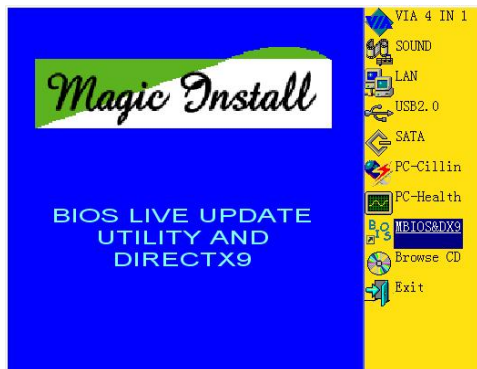 Magic Install
BIOS LIVE UPDATE
UTILITY AND
DIRECTX9
VIA 4 IN 1
SOUND
LAN
USB2.0
SATA
PC-Cillin
PC-Health
MBIOS&DX9
Browse CD
Exit